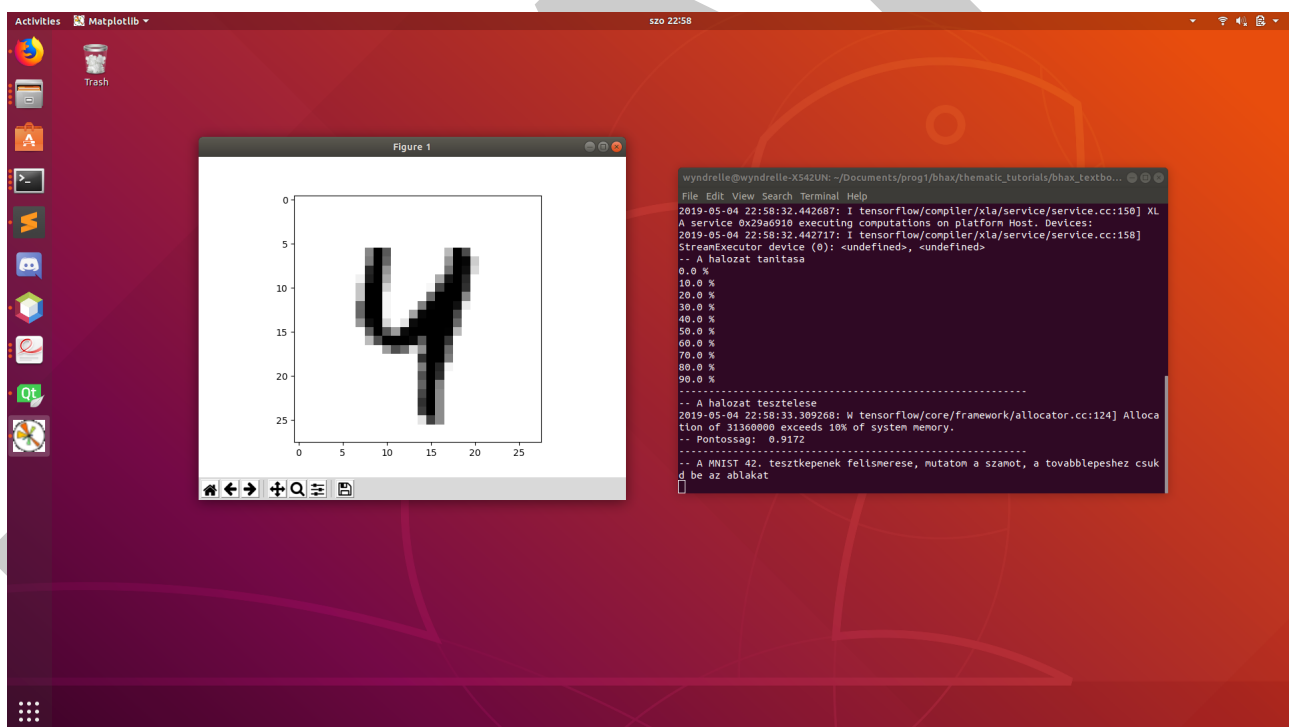 Activities Matplotlib szo 22:58
Trash
Figure 1
0
5
10
15
20
25
0 5 10 15 20 25
wyndrelle@wyndrelle-X542UN: ~/Documents/prog1/bhax/thematic_tutorials/bhax_textbo...
File Edit View Search Terminal Help
2019-05-04 22:58:32.442687: I tensorflow/compiler/xla/service/service.cc:150] XL
A service 0x29a6910 executing computations on platform Host. Devices:
2019-05-04 22:58:32.442717: I tensorflow/compiler/xla/service/service.cc:158]
StreamExecutor device (0): <undefined>, <undefined>
-- A halozat tanitasa
0.0 %
10.0 %
20.0 %
30.0 %
40.0 %
50.0 %
60.0 %
70.0 %
80.0 %
90.0 %
----------------------------------------------------------
-- A halozat tesztelese
2019-05-04 22:58:33.309268: W tensorflow/core/framework/allocator.cc:124] Alloca
tion of 31360000 exceeds 10% of system memory.
-- Pontossag:  0.9172
----------------------------------------------------------
-- A MNIST 42. tesztkepenek felismerese, mutatom a szamot, a tovabblepeshez csuk
d be az ablakat
4